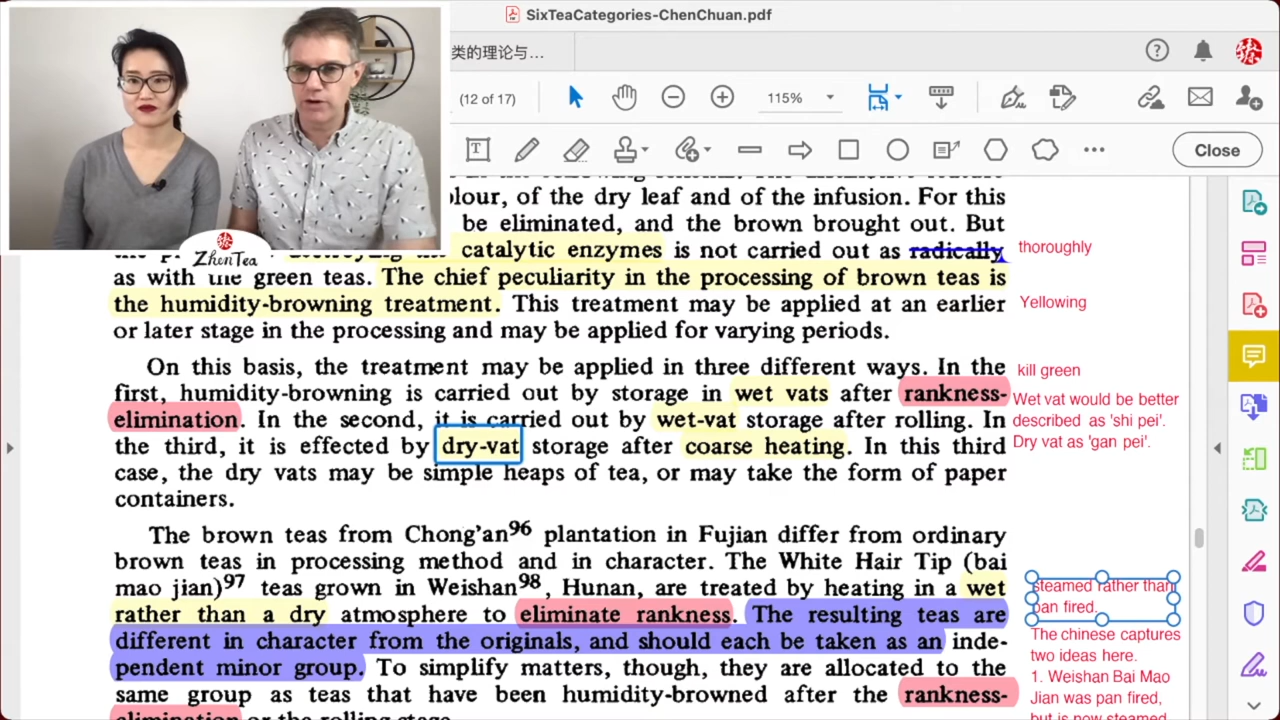 SixTeaCategories-ChenChuan.pdf
类的理论与...
(12 of 17)
115%
Close
ZhenTea
olour, of the dry leaf and of the infusion. For this
be eliminated, and the brown brought out. But
catalytic enzymes is not carried out as radically
thoroughly
as with the green teas. The chief peculiarity in the processing of brown teas is
the humidity-browning treatment. This treatment may be applied at an earlier
Yellowing
or later stage in the processing and may be applied for varying periods.
On this basis, the treatment may be applied in three different ways. In the
kill green
first, humidity-browning is carried out by storage in wet vats after rankness-
elimination. In the second, it is carried out by wet-vat storage after rolling. In
the third, it is effected by dry-vat storage after coarse heating. In this third
case, the dry vats may be simple heaps of tea, or may take the form of paper
containers.
Wet vat would be better
described as 'shi pei'.
Dry vat as 'gan pei'.
The brown teas from Chong'an96 plantation in Fujian differ from ordinary
brown teas in processing method and in character. The White Hair Tip (bai
mao jian)97 teas grown in Weishan98, Hunan, are treated by heating in a wet
rather than a dry atmosphere to eliminate rankness. The resulting teas are
different in character from the originals, and should each be taken as an inde-
pendent minor group. To simplify matters, though, they are allocated to the
same group as teas that have been humidity-browned after the rankness-
elimination or the rolling stage.
steamed rather than
pan fired.
The chinese captures
two ideas here.
1. Weishan Bai Mao
Jian was pan fired,
but is now steamed